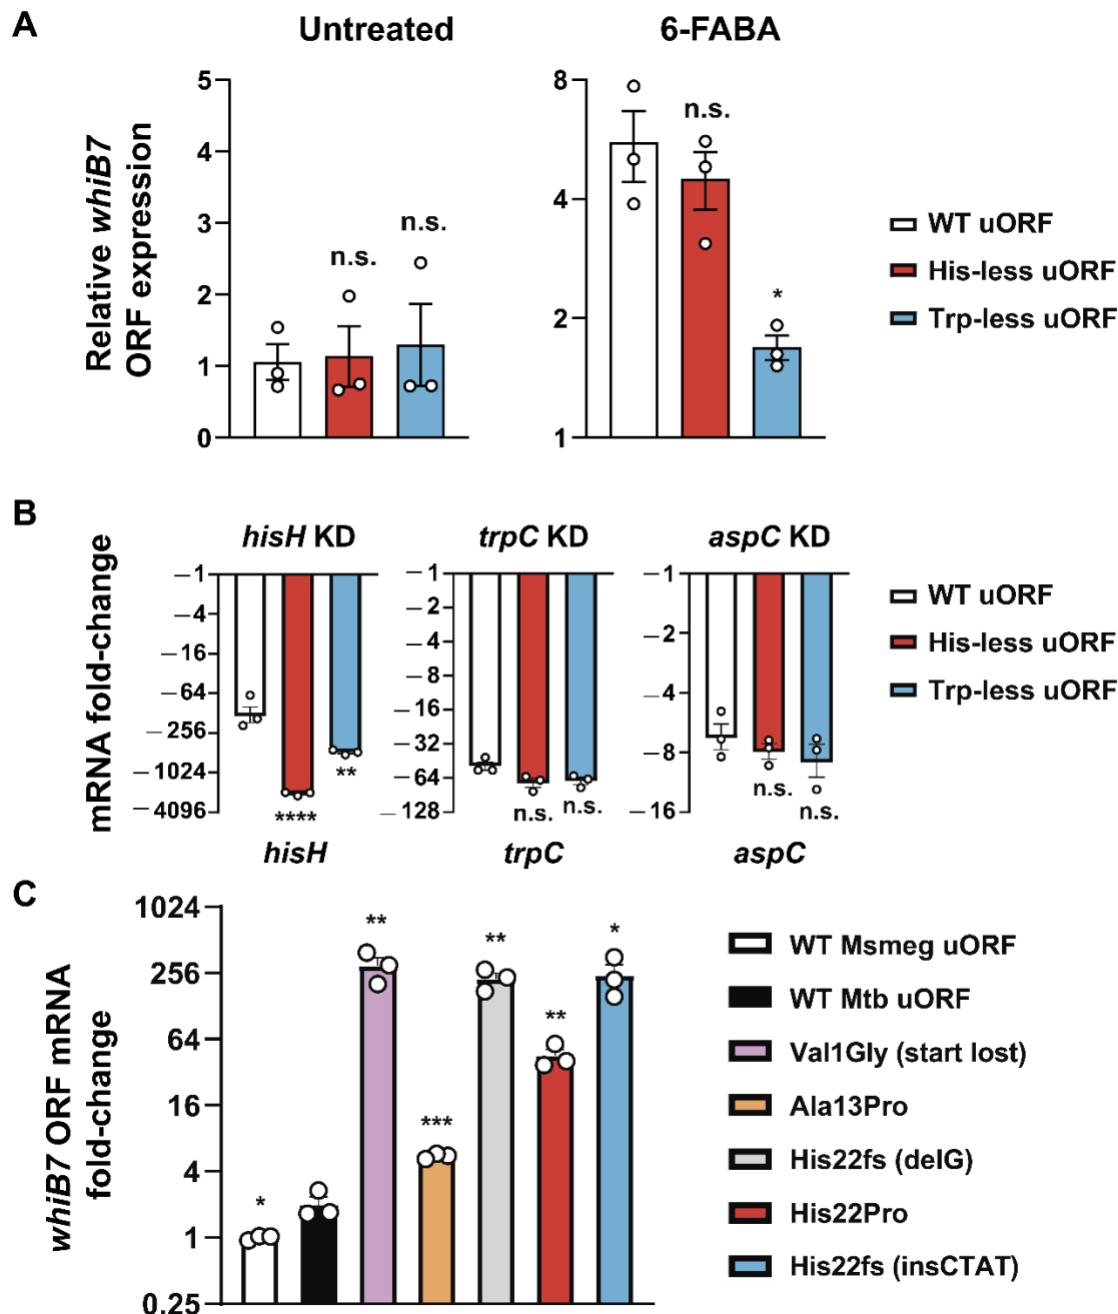 A
Untreated
6-FABA
Relative whiB7
ORF expression
5
4
3
2
1
0
n.s.
n.s.
8
4
2
1
n.s.
*
WT uORF
His-less uORF
Trp-less uORF
B
mRNA fold-change
hisH KD
trpC KD
aspC KD
−1
−4
−16
−64
−256
−1024
−4096
****
**
hisH
−1
−2
−4
−8
−16
−32
−64
−128
n.s.
n.s.
trpC
−1
−2
−4
−8
−16
n.s.
n.s.
aspC
WT uORF
His-less uORF
Trp-less uORF
C
whiB7 ORF mRNA
fold-change
1024
256
64
16
4
1
0.25
*
**
***
**
**
*
WT Msmeg uORF
WT Mtb uORF
Val1Gly (start lost)
Ala13Pro
His22fs (delG)
His22Pro
His22fs (insCTAT)